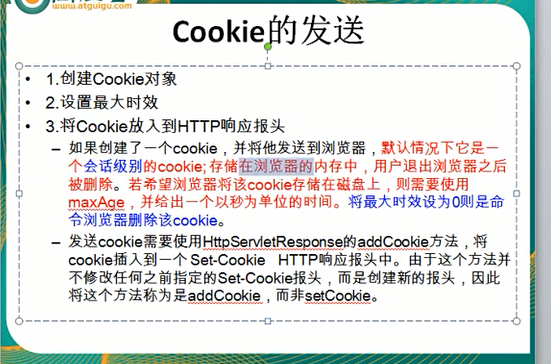 www.atguigu.com
Cookie的发送
• 1.创建Cookie对象
• 2.设置最大时效
• 3.将Cookie放入到HTTP响应报头
– 如果创建了一个cookie，并将他发送到浏览器，默认情况下它是一
个会话级别的cookie; 存储在浏览器的内存中，用户退出浏览器之后
被删除。若希望浏览器将该cookie存储在磁盘上，则需要使用
maxAge，并给出一个以秒为单位的时间。将最大时效设为0则是命
令浏览器删除该cookie。
– 发送cookie需要使用HttpServletResponse的addCookie方法，将
cookie插入到一个 Set-Cookie HTTP响应报头中。由于这个方法并
不修改任何之前指定的Set-Cookie报头，而是创建新的报头，因此
将这个方法称为是addCookie，而非setCookie。